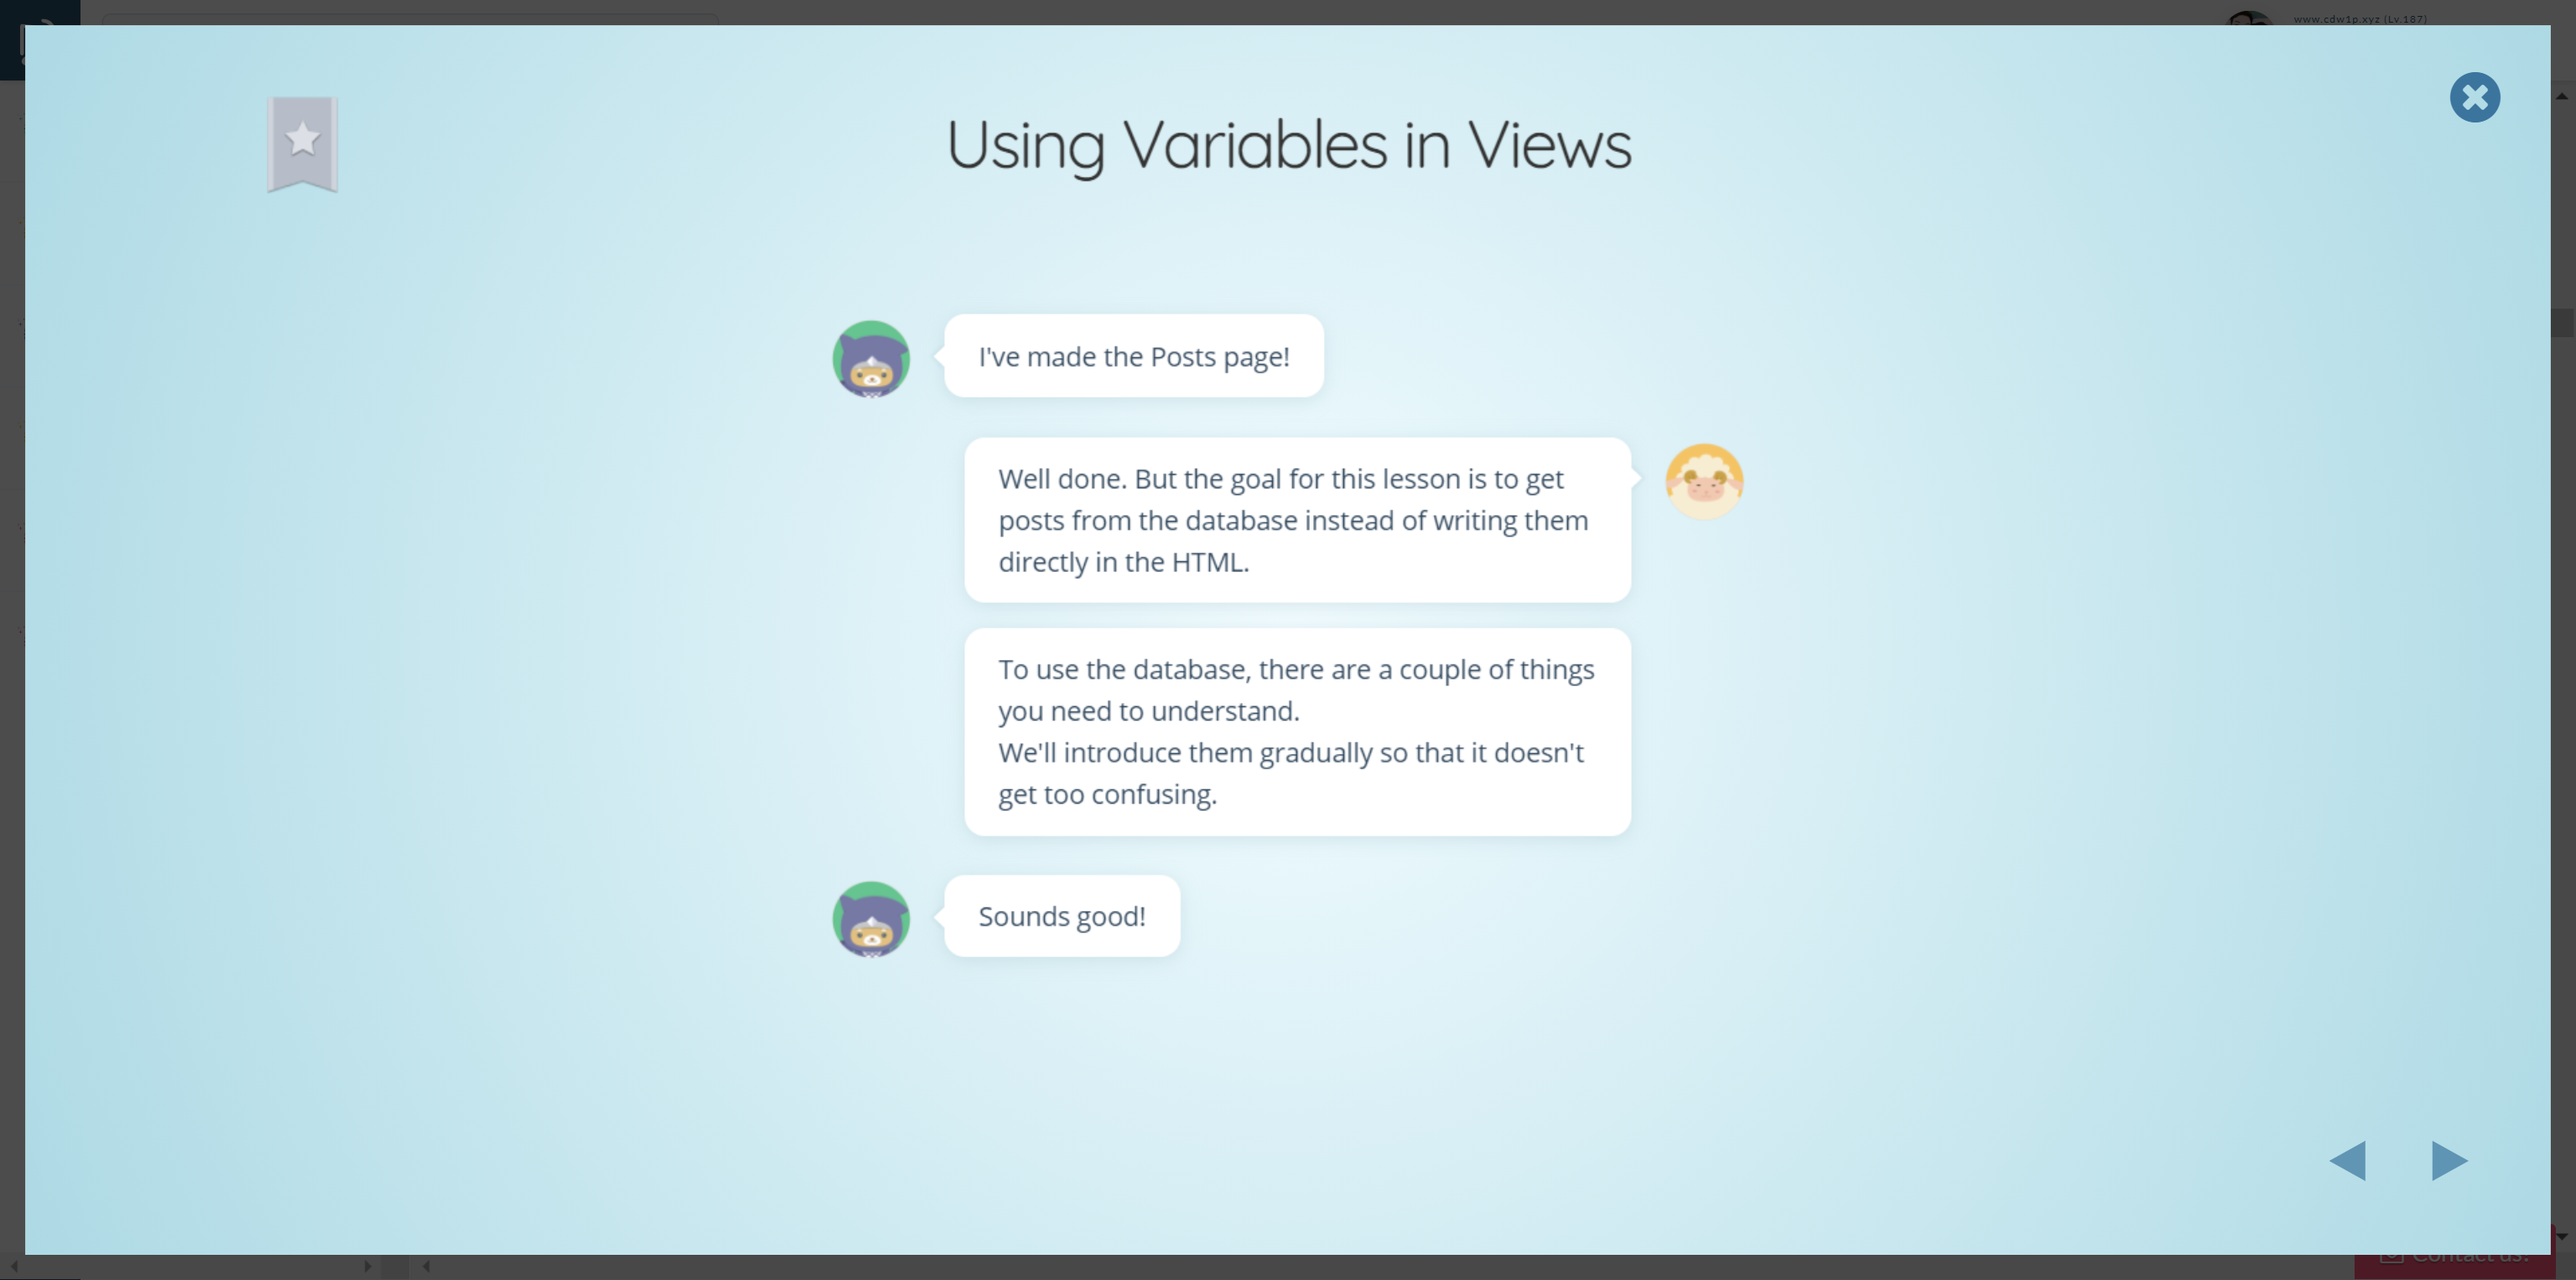 www.cdw1p.xyz (Lv.187)
Using Variables in Views
I've made the Posts page!
Well done. But the goal for this lesson is to get
posts from the database instead of writing them
directly in the HTML.
To use the database, there are a couple of things
you need to understand.
We'll introduce them gradually so that it doesn't
get too confusing.
Sounds good!
Contact us!